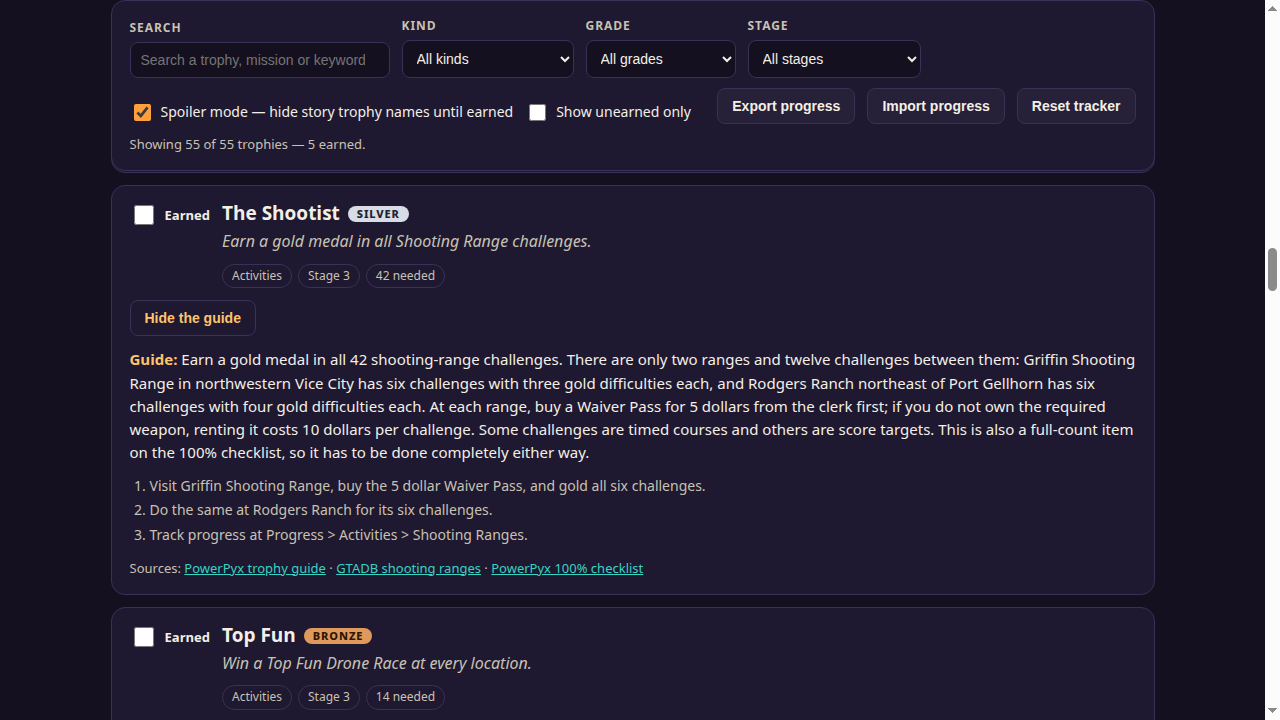 SEARCH
KIND
GRADE
STAGE
Search a trophy, mission or keyword
All kinds
All grades
All stages
Spoiler mode — hide story trophy names until earned
Show unearned only
Export progress
Import progress
Reset tracker
Showing 55 of 55 trophies — 5 earned.
Earned
The Shootist
SILVER
Earn a gold medal in all Shooting Range challenges.
Activities
Stage 3
42 needed
Hide the guide
Guide: Earn a gold medal in all 42 shooting-range challenges. There are only two ranges and twelve challenges between them: Griffin Shooting
Range in northwestern Vice City has six challenges with three gold difficulties each, and Rodgers Ranch northeast of Port Gellhorn has six
challenges with four gold difficulties each. At each range, buy a Waiver Pass for 5 dollars from the clerk first; if you do not own the required
weapon, renting it costs 10 dollars per challenge. Some challenges are timed courses and others are score targets. This is also a full-count item
on the 100% checklist, so it has to be done completely either way.
1. Visit Griffin Shooting Range, buy the 5 dollar Waiver Pass, and gold all six challenges.
2. Do the same at Rodgers Ranch for its six challenges.
3. Track progress at Progress > Activities > Shooting Ranges.
Sources: PowerPyx trophy guide · GTADB shooting ranges · PowerPyx 100% checklist
Earned
Top Fun
BRONZE
Win a Top Fun Drone Race at every location.
Activities
Stage 3
14 needed